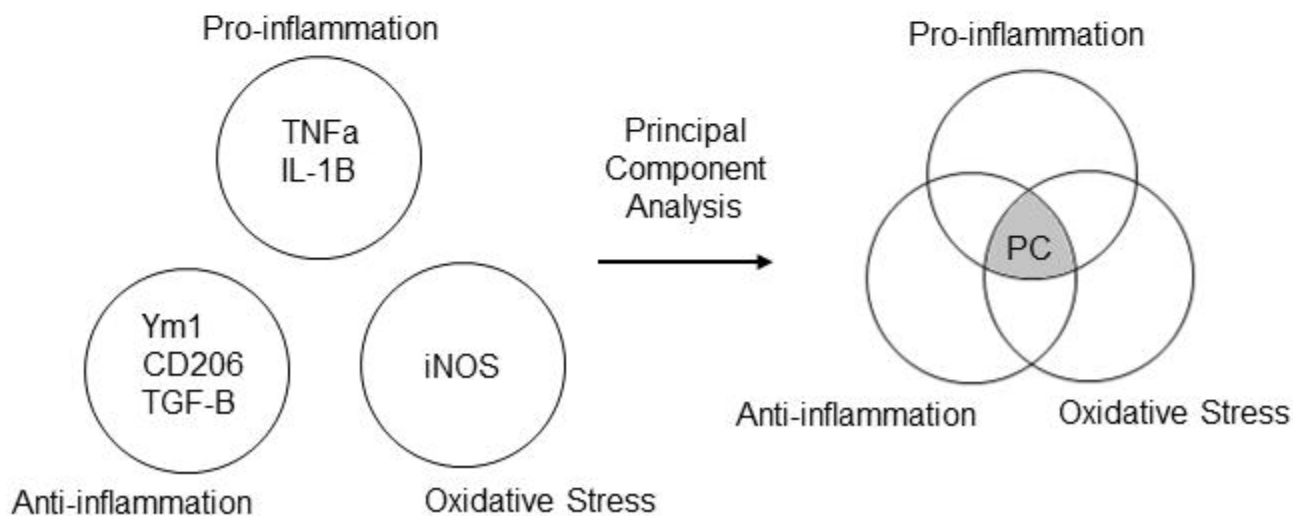 Pro-inflammation
TNFa
IL-1B
Ym1
CD206
TGF-B
iNOS
Anti-inflammation
Oxidative Stress
Principal
Component
Analysis
Pro-inflammation
PC
Anti-inflammation
Oxidative Stress